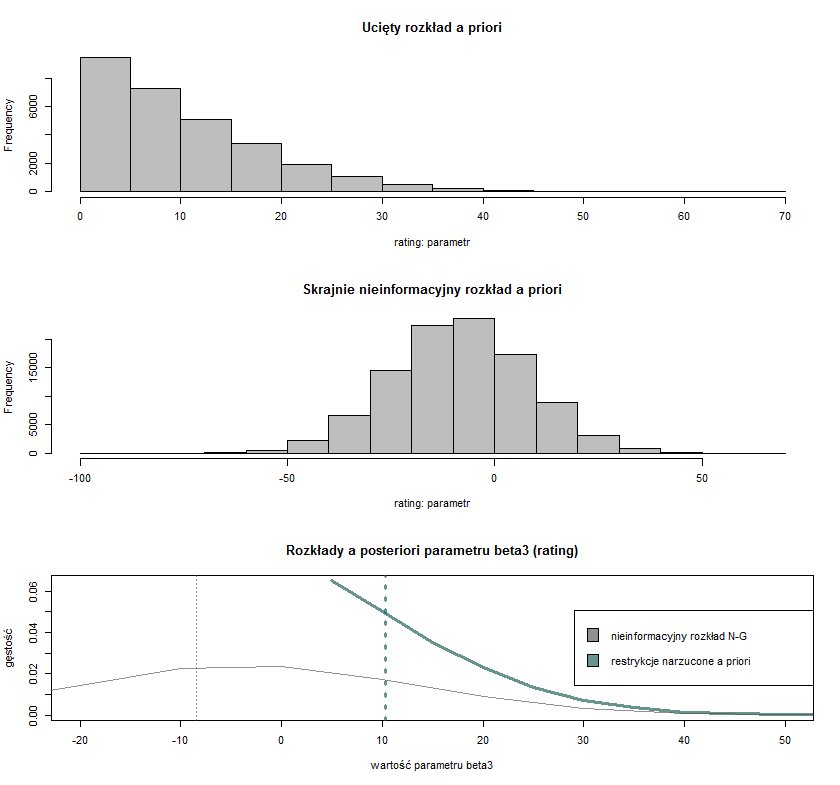 Ucięty rozkład a priori
Frequency
0 2000 6000
0 10 20 30 40 50 60 70
rating: parametr
Skrajnie nieinformacyjny rozkład a priori
Frequency
0 5000 15000
-100 -50 0 50
rating: parametr
Rozkłady a posteriori parametru beta3 (rating)
gęstość
0.00 0.02 0.04 0.06
nieinformacyjny rozkład N-G
restrykcje narzucone a priori
-20 -10 0 10 20 30 40 50
wartość parametru beta3